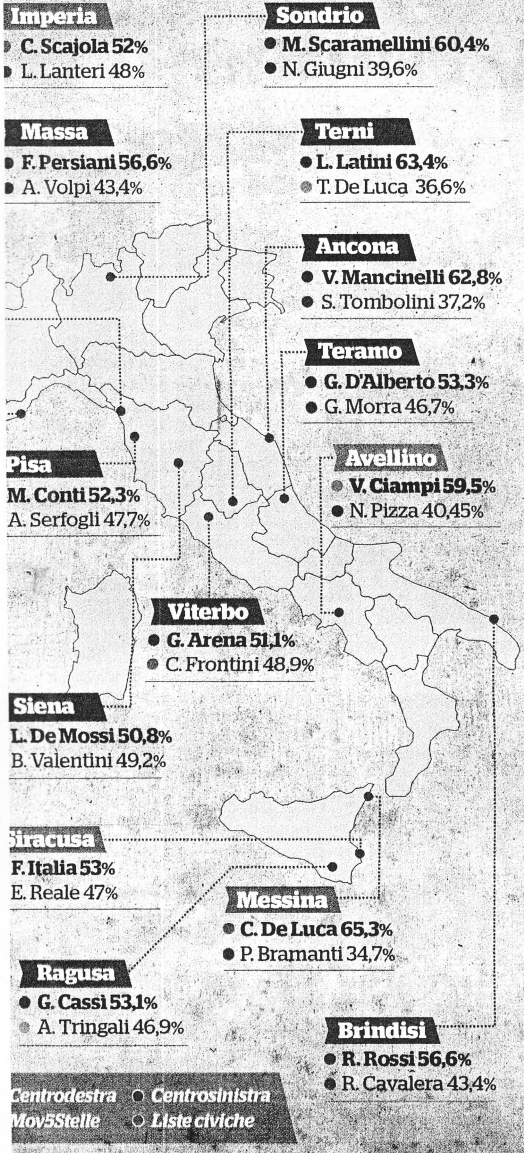 Imperia
C. Scajola 52%
L. Lanteri 48%
Sondrio
M. Scaramellini 60,4%
N. Giugni 39,6%
Massa
F. Persiani 56,6%
A. Volpi 43,4%
Terni
L. Latini 63,4%
T. De Luca 36,6%
Ancona
V. Mancinelli 62,8%
S. Tombolini 37,2%
Teramo
G. D'Alberto 53,3%
G. Morra 46,7%
Avellino
V. Ciampi 59,5%
N. Pizza 40,45%
Pisa
M. Conti 52,3%
A. Serfogli 47,7%
Viterbo
G. Arena 51,1%
C. Frontini 48,9%
Siena
L. De Mossi 50,8%
B. Valentini 49,2%
Siracusa
F. Italia 53%
E. Reale 47%
Messina
C. De Luca 65,3%
P. Bramanti 34,7%
Ragusa
G. Cassì 53,1%
A. Tringali 46,9%
Brindisi
R. Rossi 56,6%
R. Cavalera 43,4%
Centrodestra Centrosinistra
Mov5Stelle Liste civiche